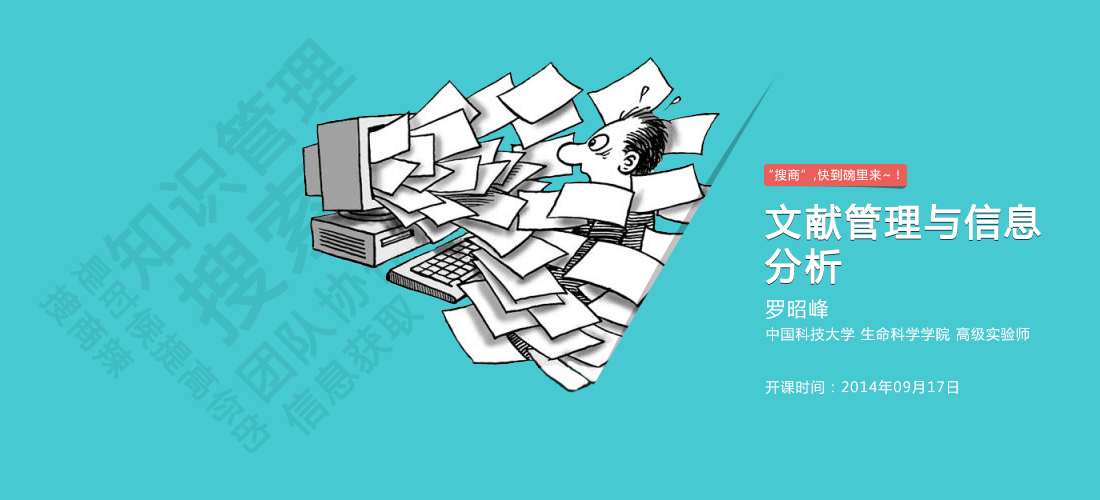 “搜商”,快到碗里来~！
文献管理与信息
分析
罗昭峰
中国科技大学 生命科学学院 高级实验师
开课时间：2014年09月17日
知识管理
搜索
团队协
信息获取
是时候提高你的
搜商辣